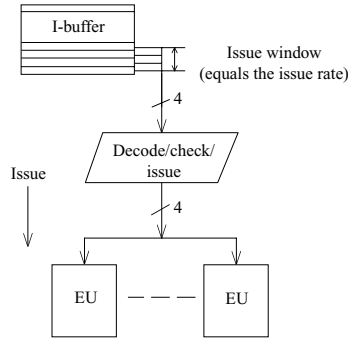 I-buffer
Issue window
(equals the issue rate)
4
Decode/check/
issue
Issue
4
EU
EU